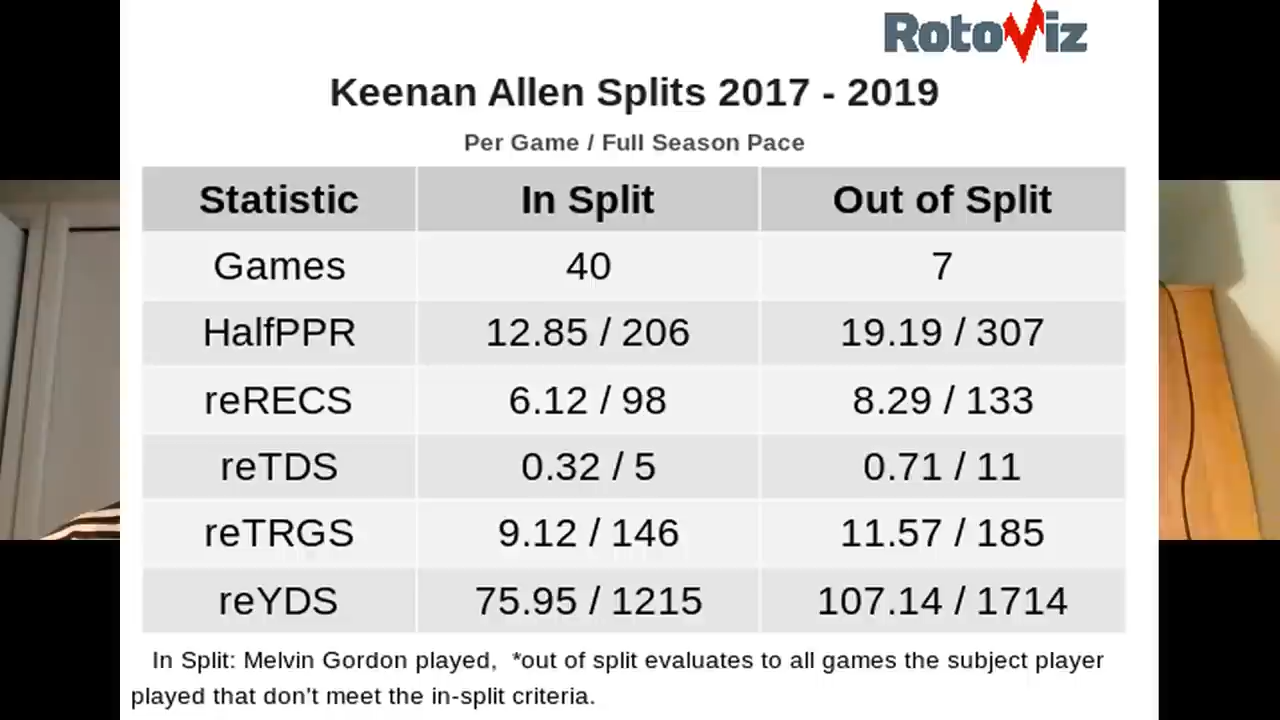 RotoViz
Keenan Allen Splits 2017 - 2019
Per Game / Full Season Pace
Statistic In Split Out of Split
Games 40 7
HalfPPR 12.85 / 206 19.19 / 307
reRECS 6.12 / 98 8.29 / 133
reTDS 0.32 / 5 0.71 / 11
reTRGS 9.12 / 146 11.57 / 185
reYDS 75.95 / 1215 107.14 / 1714
In Split: Melvin Gordon played, *out of split evaluates to all games the subject player
played that don't meet the in-split criteria.